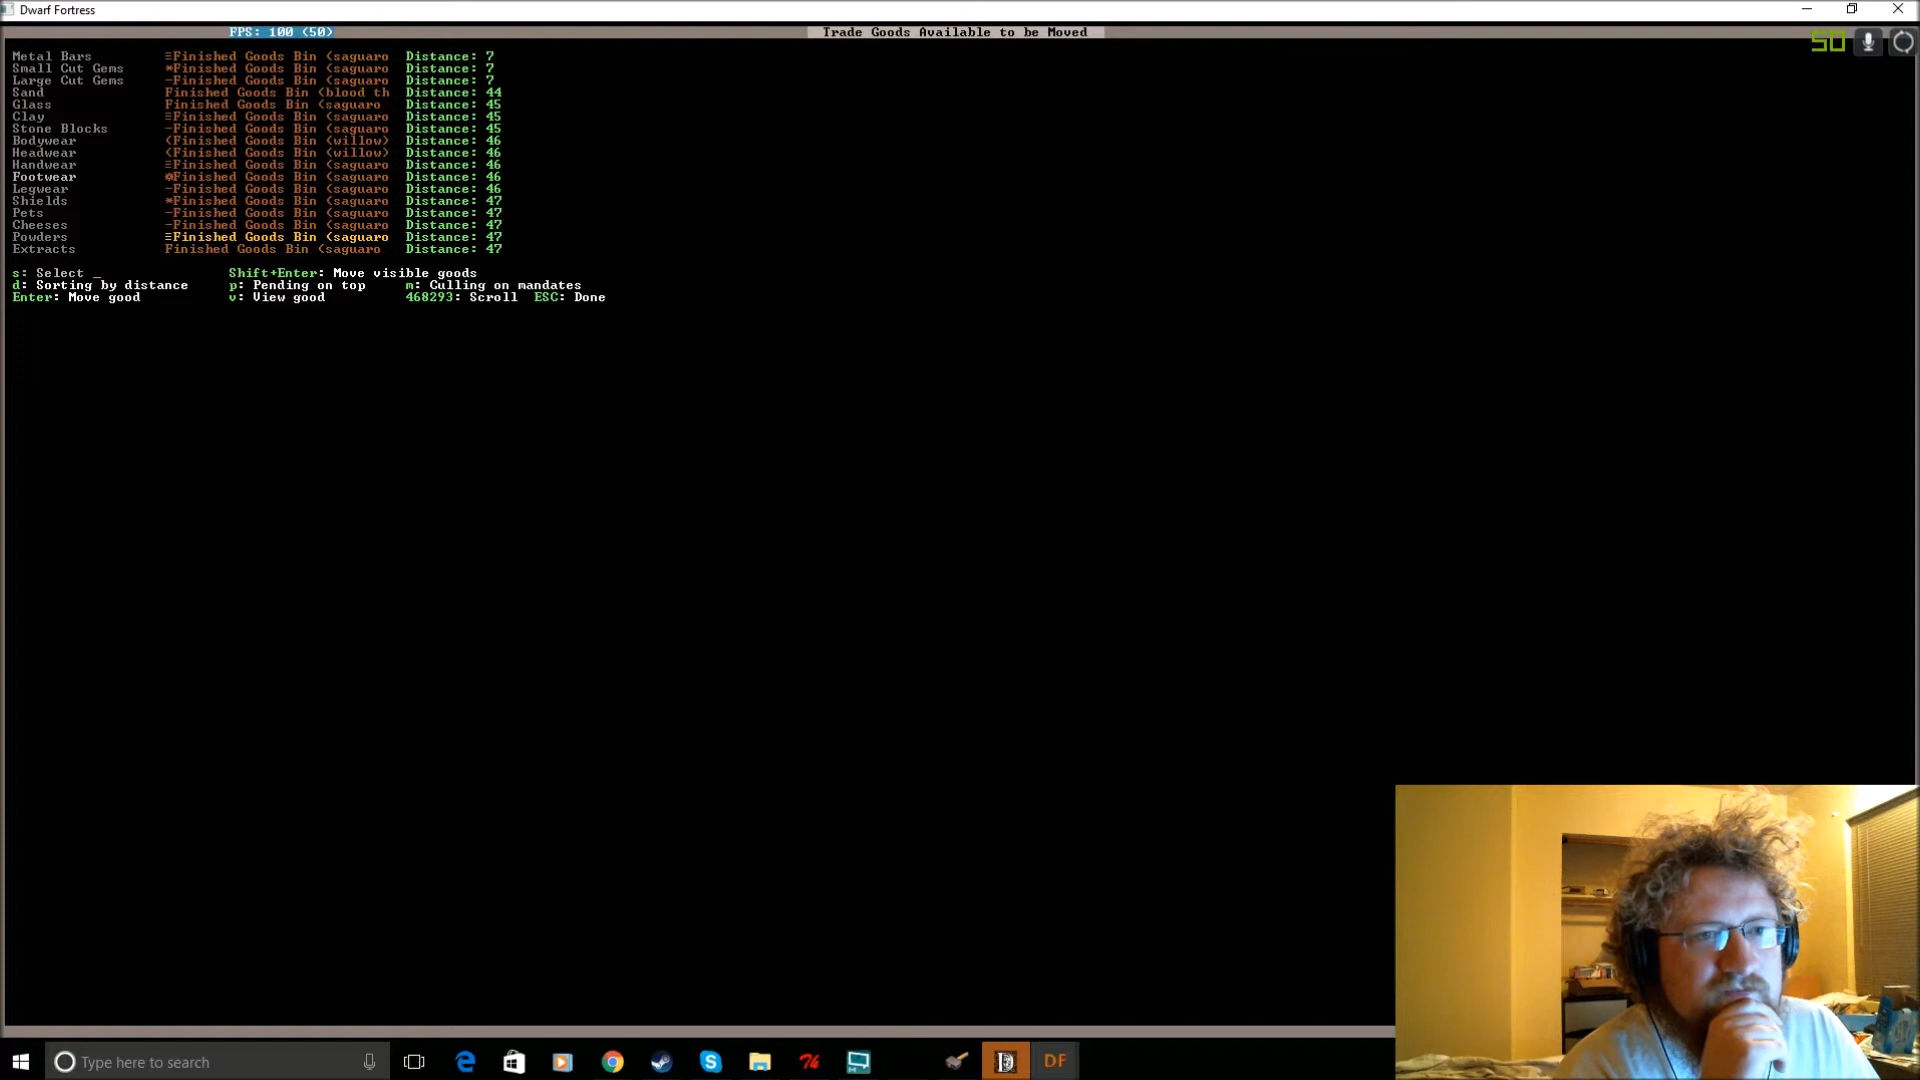 Dwarf Fortress
FPS: 100 (50)
Trade Goods Available to be Moved
50
Metal Bars ≡Finished Goods Bin (saguaro Distance: 7
Small Cut Gems *Finished Goods Bin (saguaro Distance: 7
Large Cut Gems -Finished Goods Bin (saguaro Distance: 7
Sand Finished Goods Bin (blood th Distance: 44
Glass Finished Goods Bin (saguaro Distance: 45
Clay ≡Finished Goods Bin (saguaro Distance: 45
Stone Blocks -Finished Goods Bin (saguaro Distance: 45
Bodywear (Finished Goods Bin (willow) Distance: 46
Headwear (Finished Goods Bin (willow) Distance: 46
Handwear ≡Finished Goods Bin (saguaro Distance: 46
Footwear ☼Finished Goods Bin (saguaro Distance: 46
Legwear -Finished Goods Bin (saguaro Distance: 46
Shields *Finished Goods Bin (saguaro Distance: 47
Pets -Finished Goods Bin (saguaro Distance: 47
Cheeses -Finished Goods Bin (saguaro Distance: 47
Powders ≡Finished Goods Bin (saguaro Distance: 47
Extracts Finished Goods Bin (saguaro Distance: 47
s: Select _ Shift+Enter: Move visible goods
d: Sorting by distance p: Pending on top m: Culling on mandates
Enter: Move good v: View good 468293: Scroll ESC: Done
Type here to search
DF